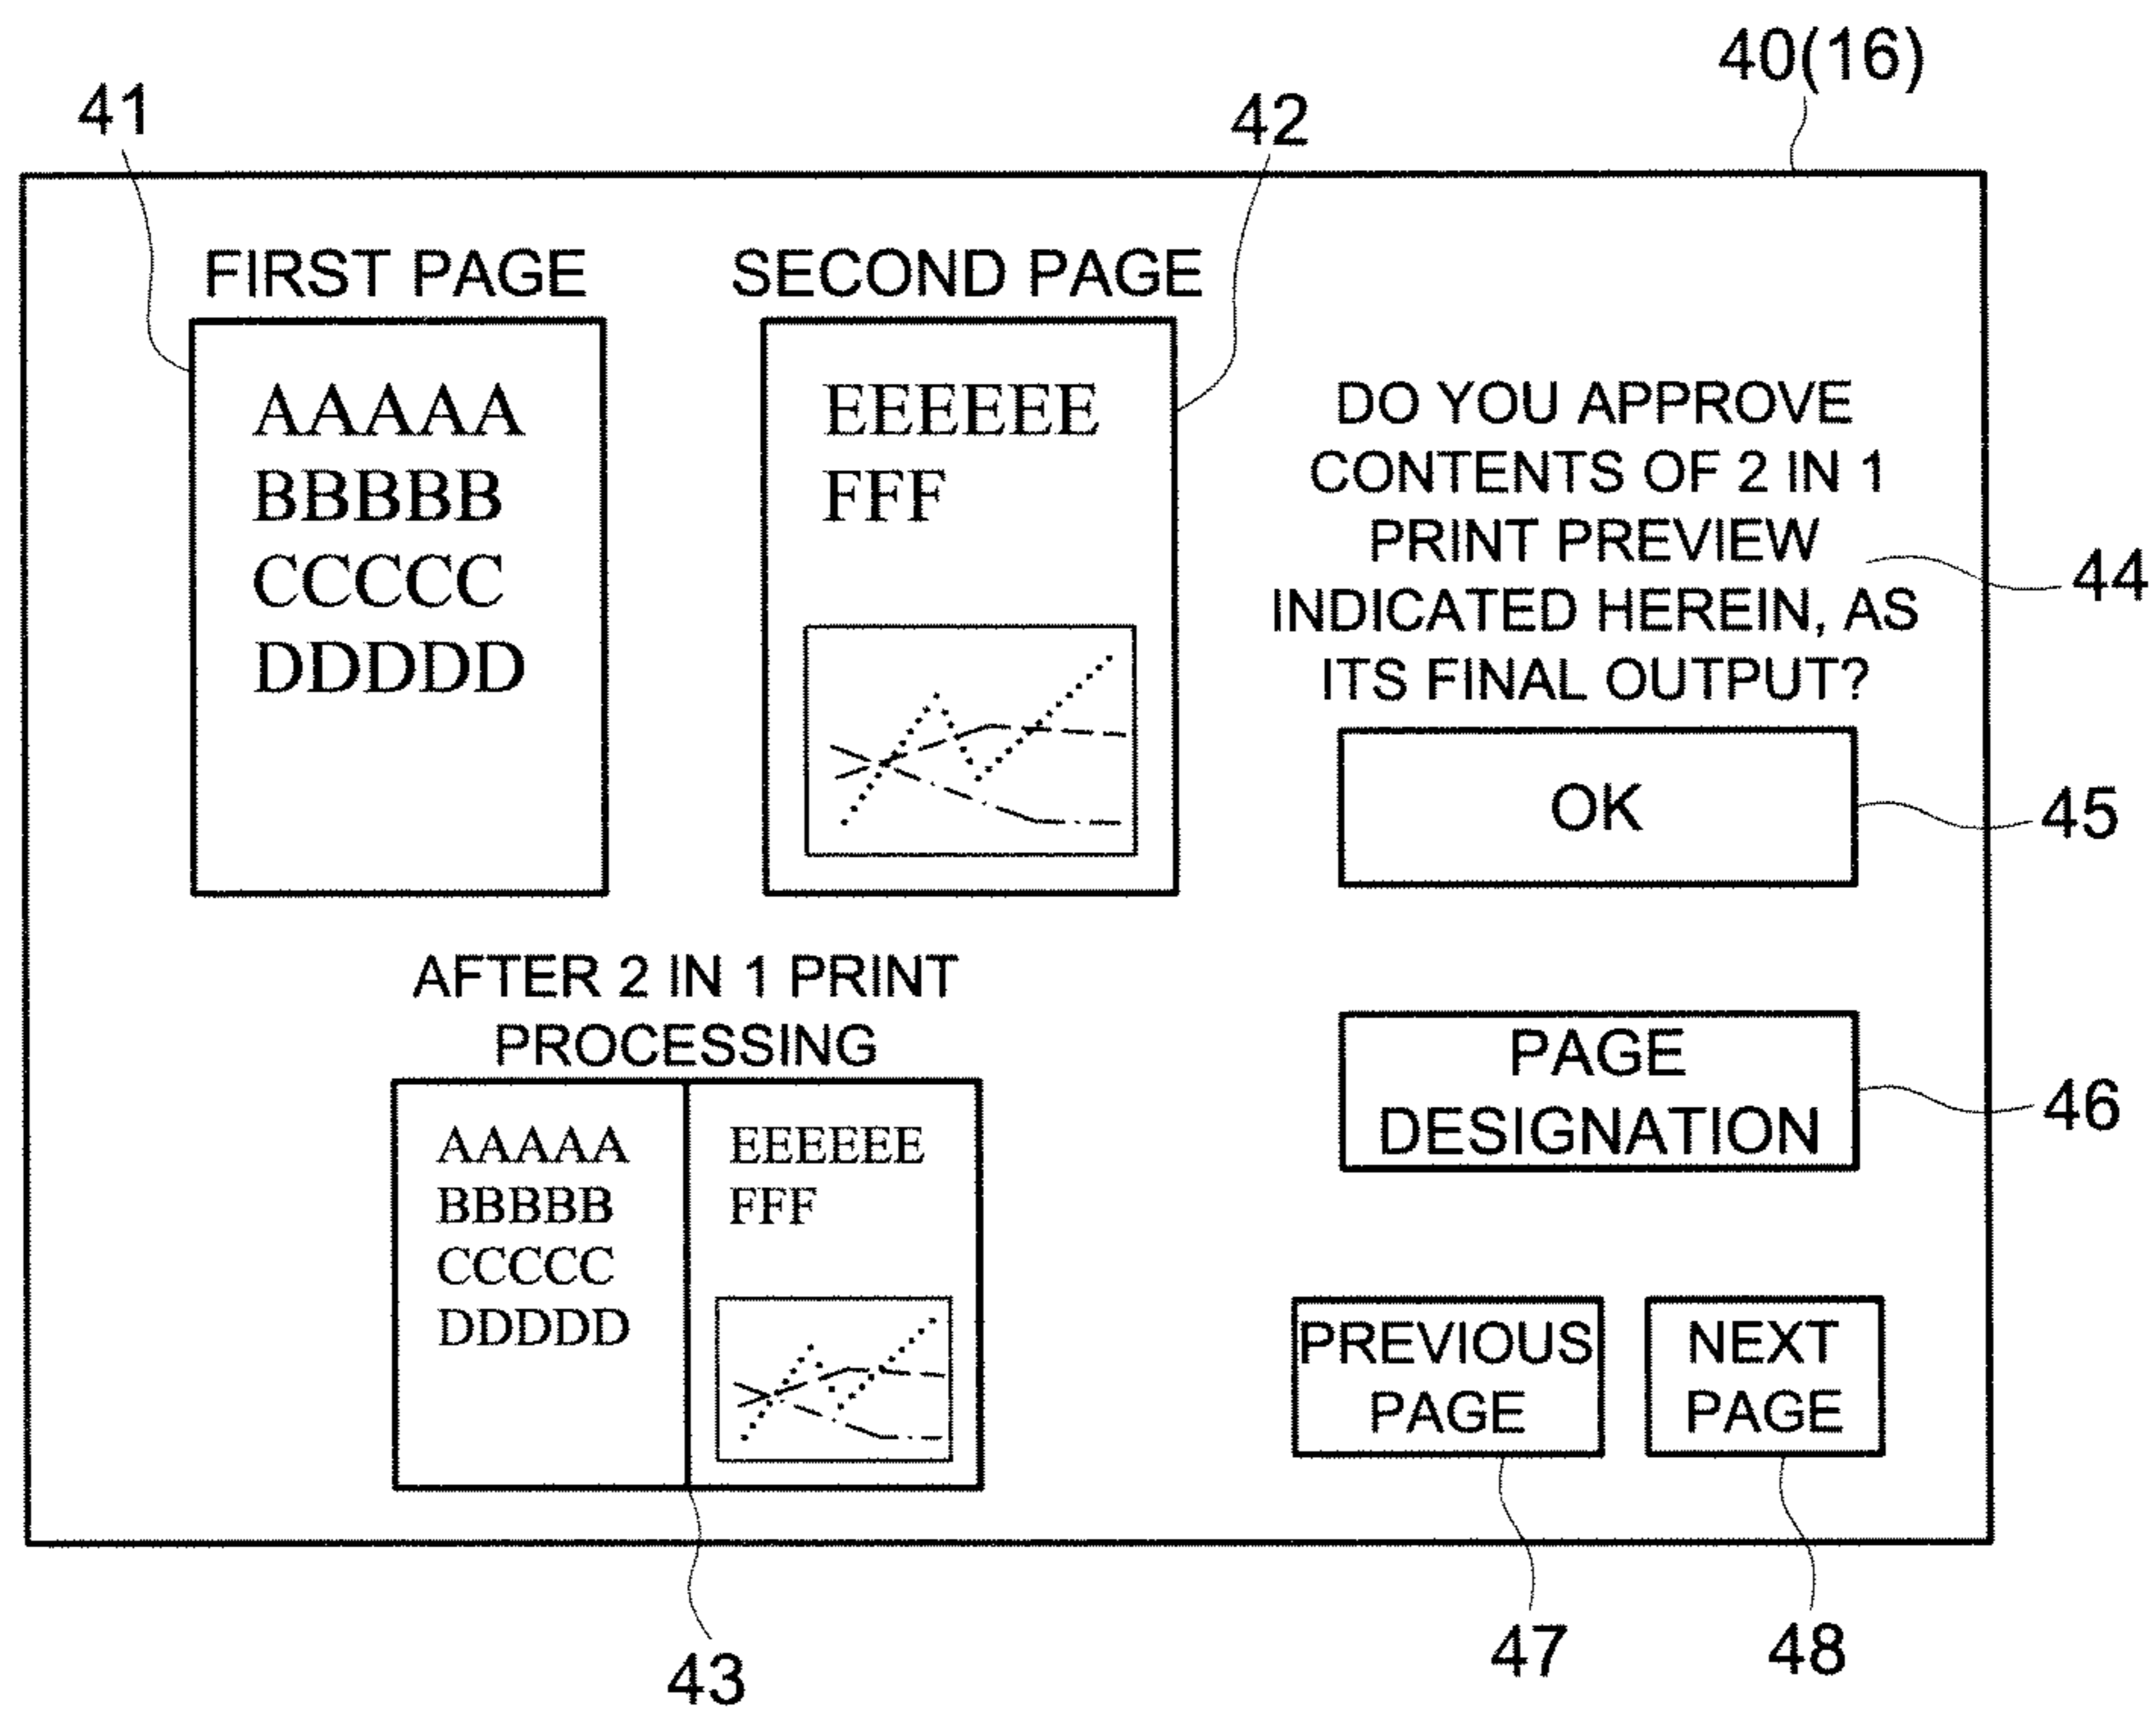 40(16)
41
42
FIRST PAGE
SECOND PAGE
AAAAA
BBBBB
CCCCC
DDDDD
EEEEEE
FFF
DO YOU APPROVE
CONTENTS OF 2 IN 1
PRINT PREVIEW
INDICATED HEREIN, AS
ITS FINAL OUTPUT?
44
OK
45
AFTER 2 IN 1 PRINT
PROCESSING
AAAAA
BBBBB
CCCCC
DDDDD
EEEEEE
FFF
PAGE
DESIGNATION
46
PREVIOUS
PAGE
NEXT
PAGE
43
47
48